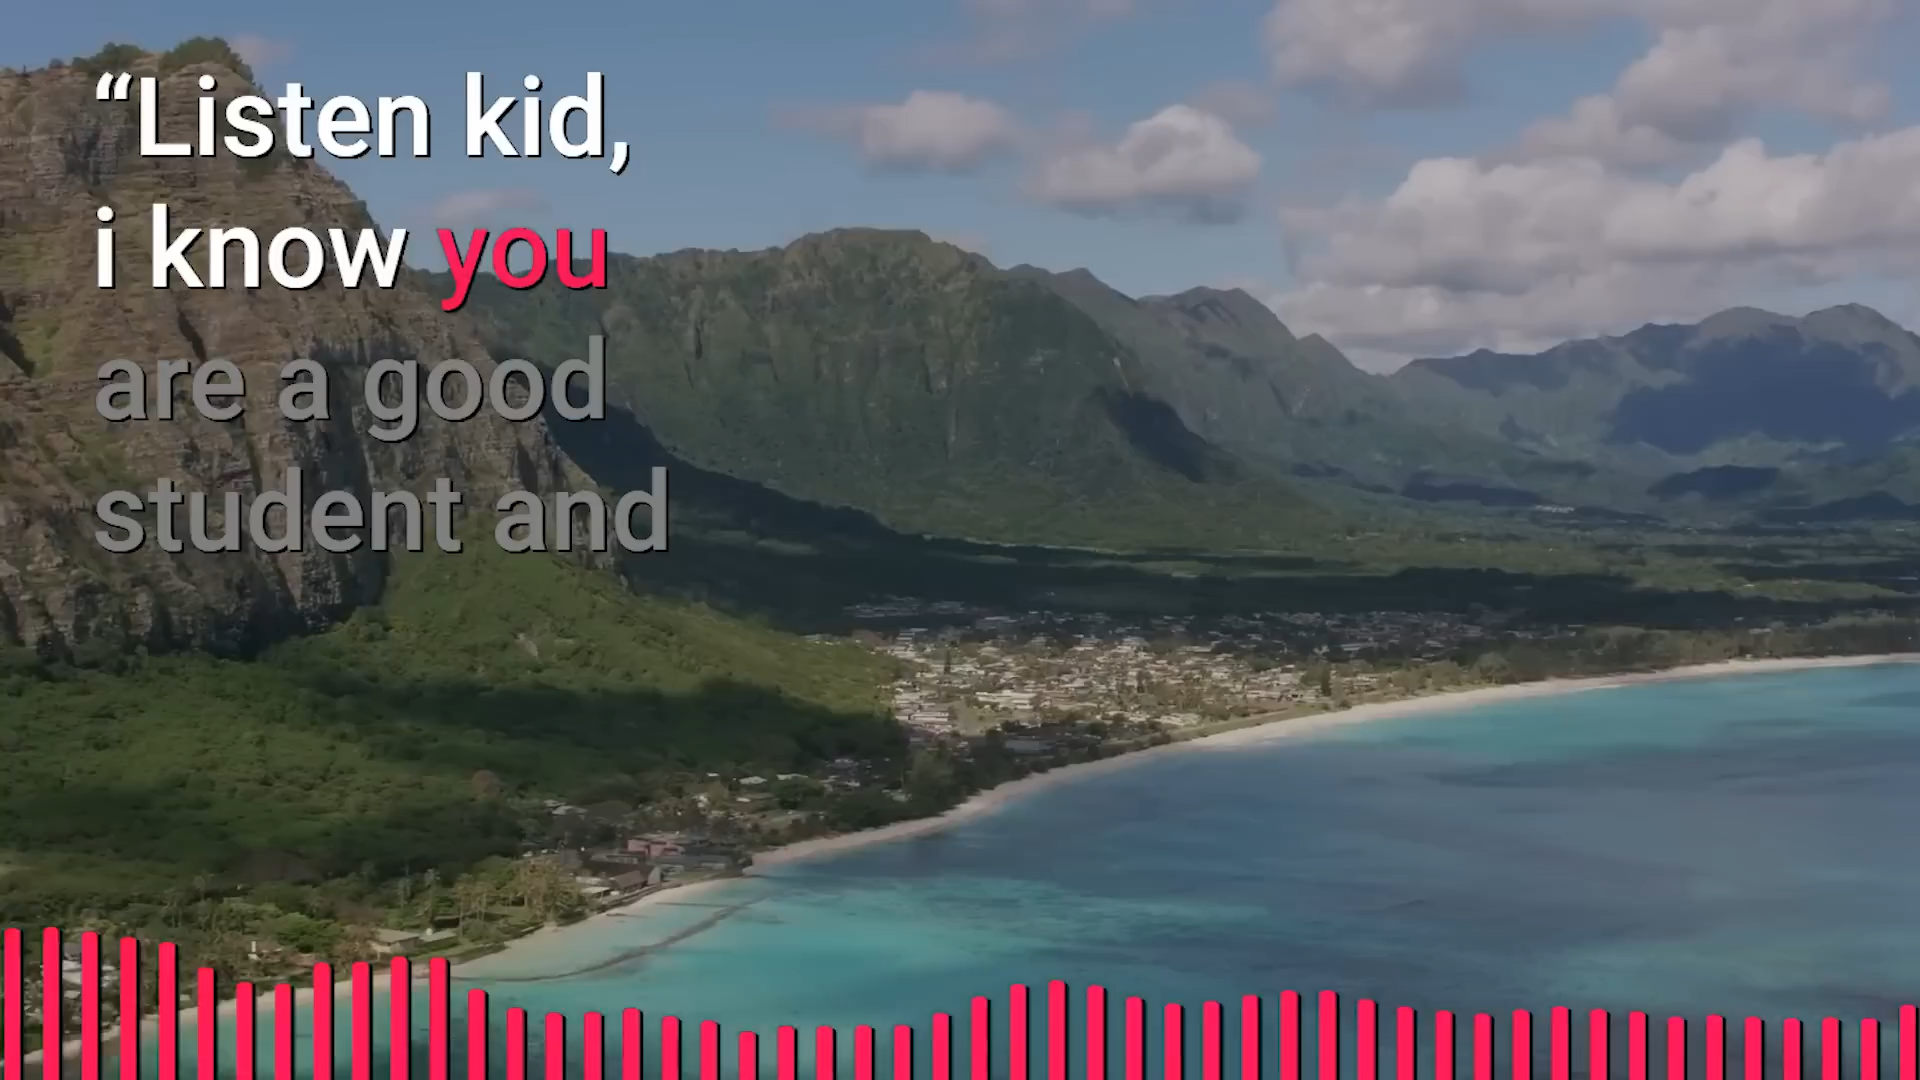 “Listen kid,
i know you
are a good
student and